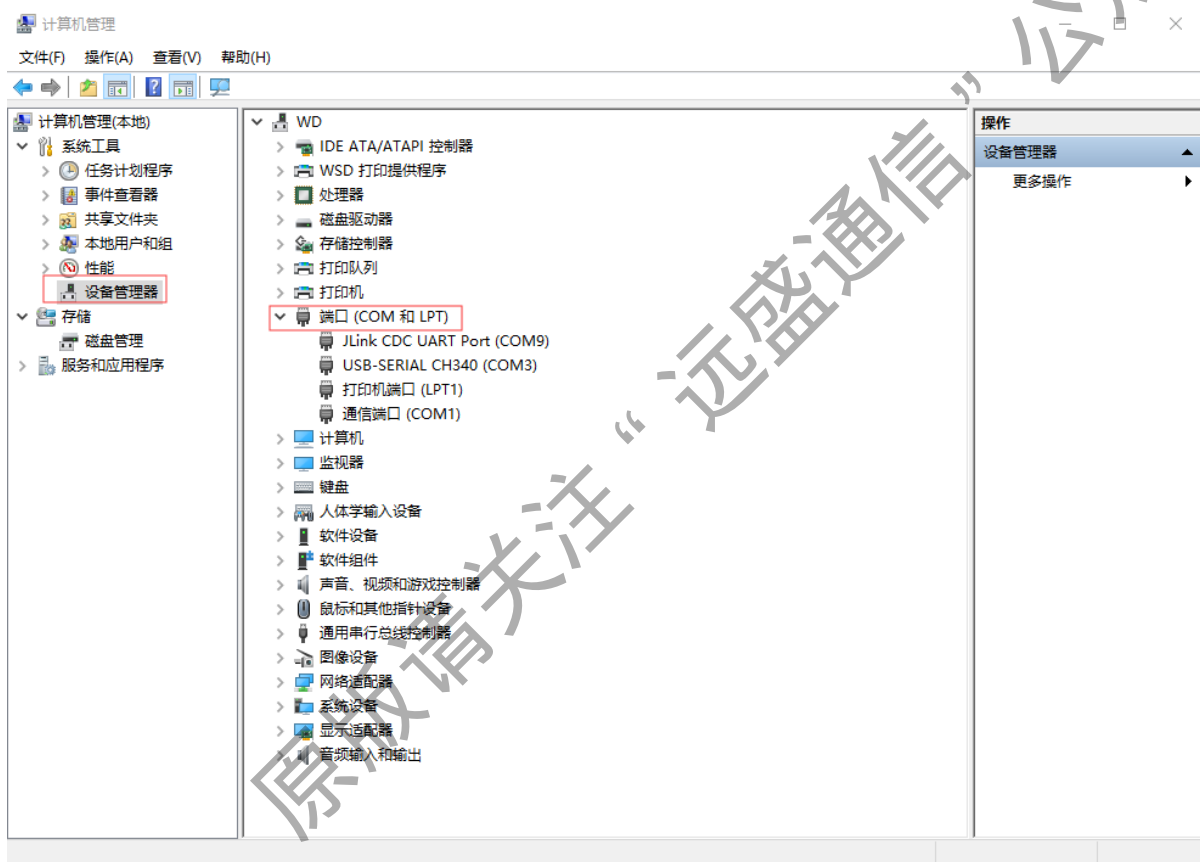 计算机管理
文件(F) 操作(A) 查看(V) 帮助(H)
计算机管理(本地)
系统工具
任务计划程序
事件查看器
共享文件夹
本地用户和组
性能
设备管理器
存储
磁盘管理
服务和应用程序
WD
IDE ATA/ATAPI 控制器
WSD 打印提供程序
处理器
磁盘驱动器
存储控制器
打印队列
打印机
端口 (COM 和 LPT)
JLink CDC UART Port (COM9)
USB-SERIAL CH340 (COM3)
打印机端口 (LPT1)
通信端口 (COM1)
计算机
监视器
键盘
人体学输入设备
软件设备
软件组件
声音、视频和游戏控制器
鼠标和其他指针设备
通用串行总线控制器
图像设备
网络适配器
系统设备
显示适配器
音频输入和输出
操作
设备管理器
更多操作
原版请关注“远盛通信”公